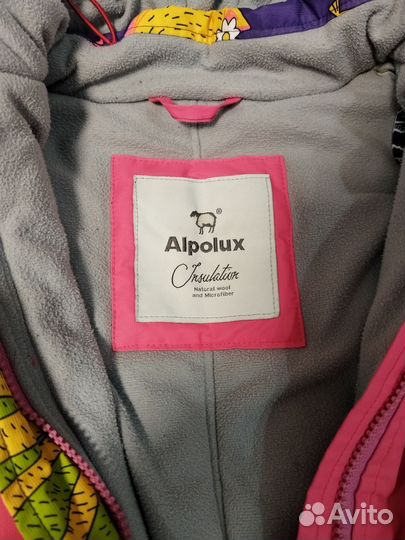 ®
Alpolux
Insulation
Natural wool
and Microfiber
Avito